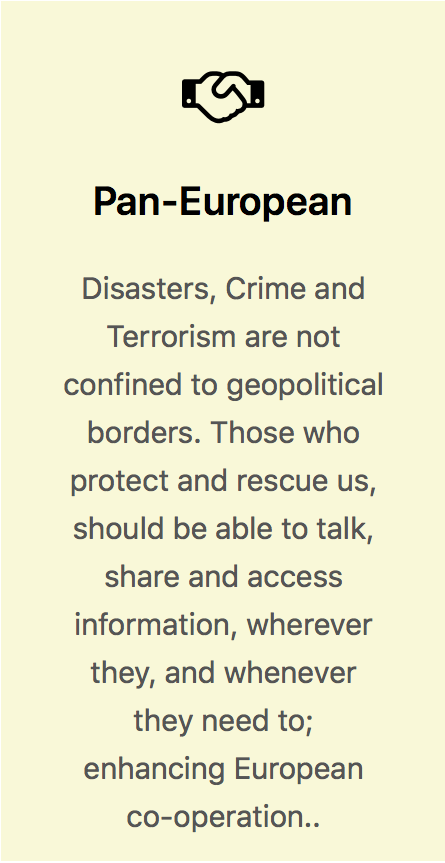 Pan-European
Disasters, Crime and
Terrorism are not
confined to geopolitical
borders. Those who
protect and rescue us,
should be able to talk,
share and access
information, wherever
they, and whenever
they need to;
enhancing European
co-operation..